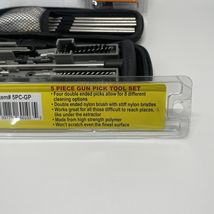 Item# 5PC-GP
5 PIECE GUN PICK TOOL SET
• Four double ended picks allow for 8 different
cleaning options
• Double ended nylon brush with stiff nylon bristles
• Works great for all those difficult to reach places,
like under the extractor
• Made from high strength polymer
• Won't scratch even the finest surface